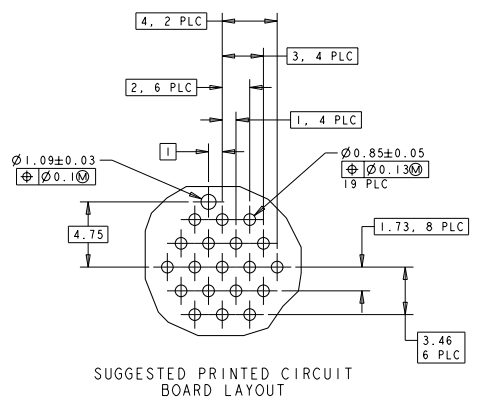 4, 2 PLC
3, 4 PLC
2, 6 PLC
1, 4 PLC
1
Ø1.09±0.03
⌖ Ø0.1Ⓜ
Ø0.85±0.05
⌖ Ø0.13Ⓜ
19 PLC
4.75
1.73, 8 PLC
3.46
6 PLC
SUGGESTED PRINTED CIRCUIT
BOARD LAYOUT